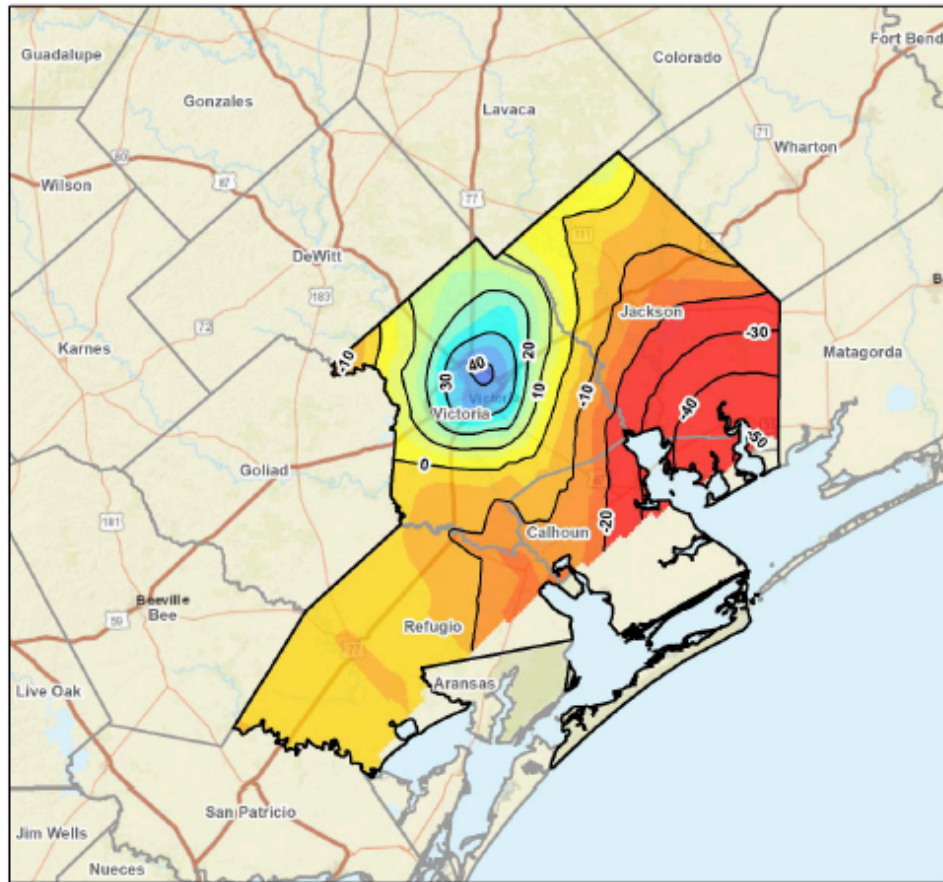 Fort Bend
Guadalupe
Colorado
Gonzales
Lavaca
71
Wharton
80
87
Wilson
77
111
DeWitt
183
Jackson
72
-30
20
Karnes
-10
40
Matagorda
30
10
-10
-40
Victoria
Victoria
-50
0
Goliad
181
-20
Calhoun
Beeville
Bee
59
Refugio
77
Live Oak
Aransas
San Patricio
Jim Wells
Nueces